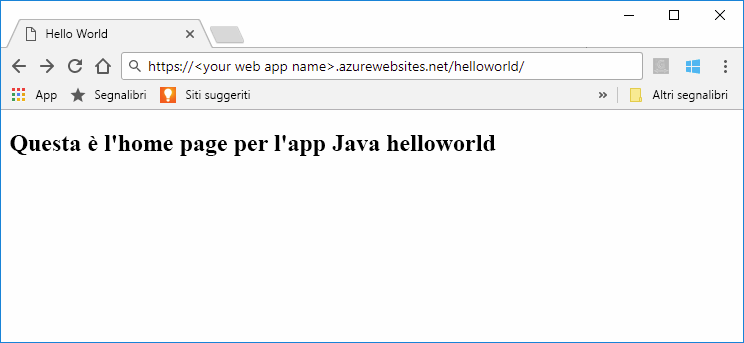 Hello World
https://<your web app name>.azurewebsites.net/helloworld/
App Segnalibri Siti suggeriti » Altri segnalibri
Questa è l'home page per l'app Java helloworld